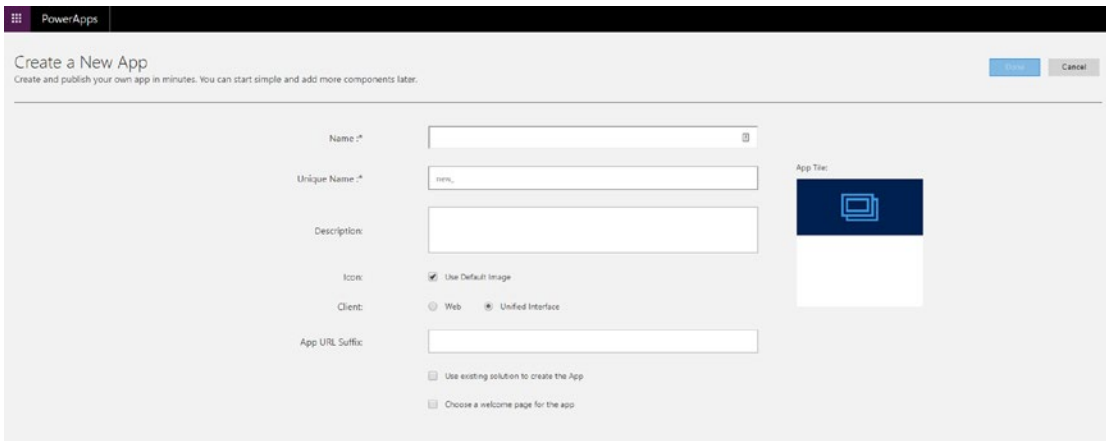 PowerApps
Create a New App
Create and publish your own app in minutes. You can start simple and add more components later.
Done
Cancel
Name :*
Unique Name :*
new_
App Tile:
Description:
Icon:
Use Default Image
Client:
Web
Unified Interface
App URL Suffix:
Use existing solution to create the App
Choose a welcome page for the app